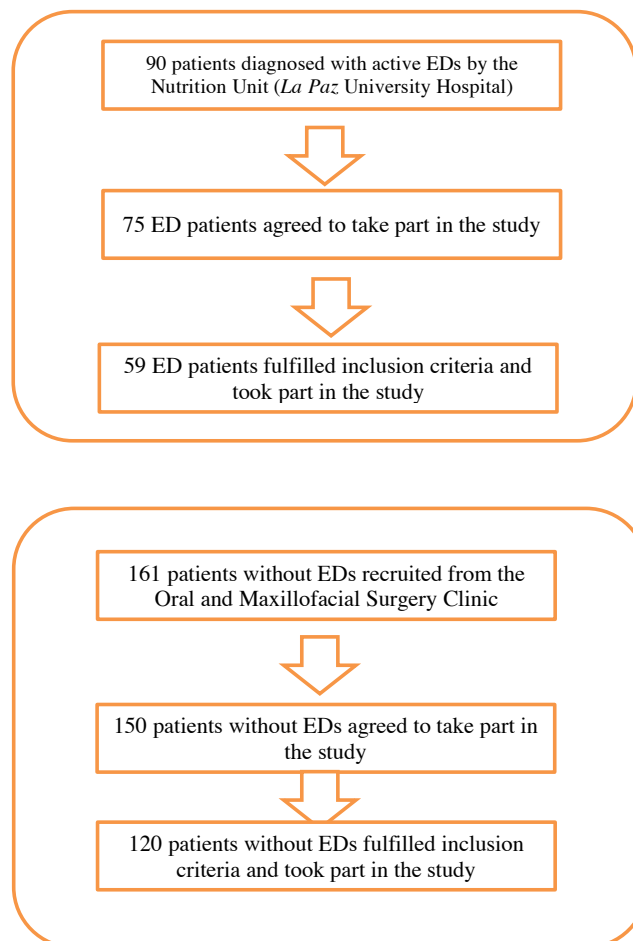 90 patients diagnosed with active EDs by the
Nutrition Unit (La Paz University Hospital)
75 ED patients agreed to take part in the study
59 ED patients fulfilled inclusion criteria and
took part in the study
161 patients without EDs recruited from the
Oral and Maxillofacial Surgery Clinic
150 patients without EDs agreed to take part in
the study
120 patients without EDs fulfilled inclusion
criteria and took part in the study